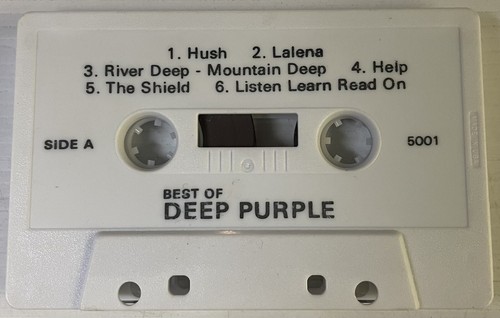 1. Hush 2. Lalena
3. River Deep - Mountain Deep 4. Help
5. The Shield 6. Listen Learn Read On
SIDE A
5001
BEST OF
DEEP PURPLE